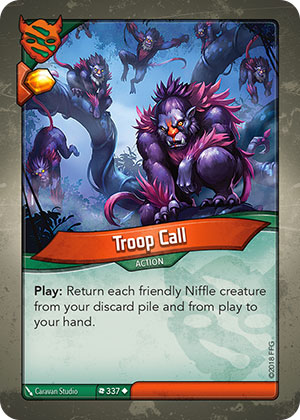 Troop Call
ACTION
Play: Return each friendly Niffle creature
from your discard pile and from play to
your hand.
©2018 FFG
Caravan Studio
337